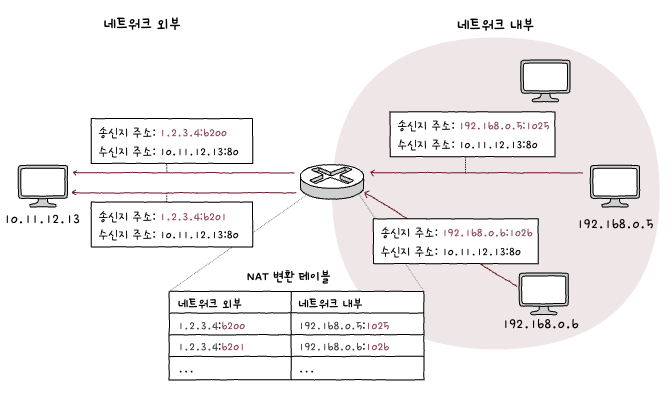 네트워크 외부
네트워크 내부
송신지 주소: 1.2.3.4:6200
수신지 주소: 10.11.12.13:80
송신지 주소: 192.168.0.5:1025
수신지 주소: 10.11.12.13:80
10.11.12.13
송신지 주소: 1.2.3.4:6201
수신지 주소: 10.11.12.13:80
192.168.0.5
송신지 주소: 192.168.0.6:1026
수신지 주소: 10.11.12.13:80
192.168.0.6
NAT 변환 테이블
네트워크 외부 네트워크 내부
1.2.3.4:6200 192.168.0.5:1025
1.2.3.4:6201 192.168.0.6:1026
... ...